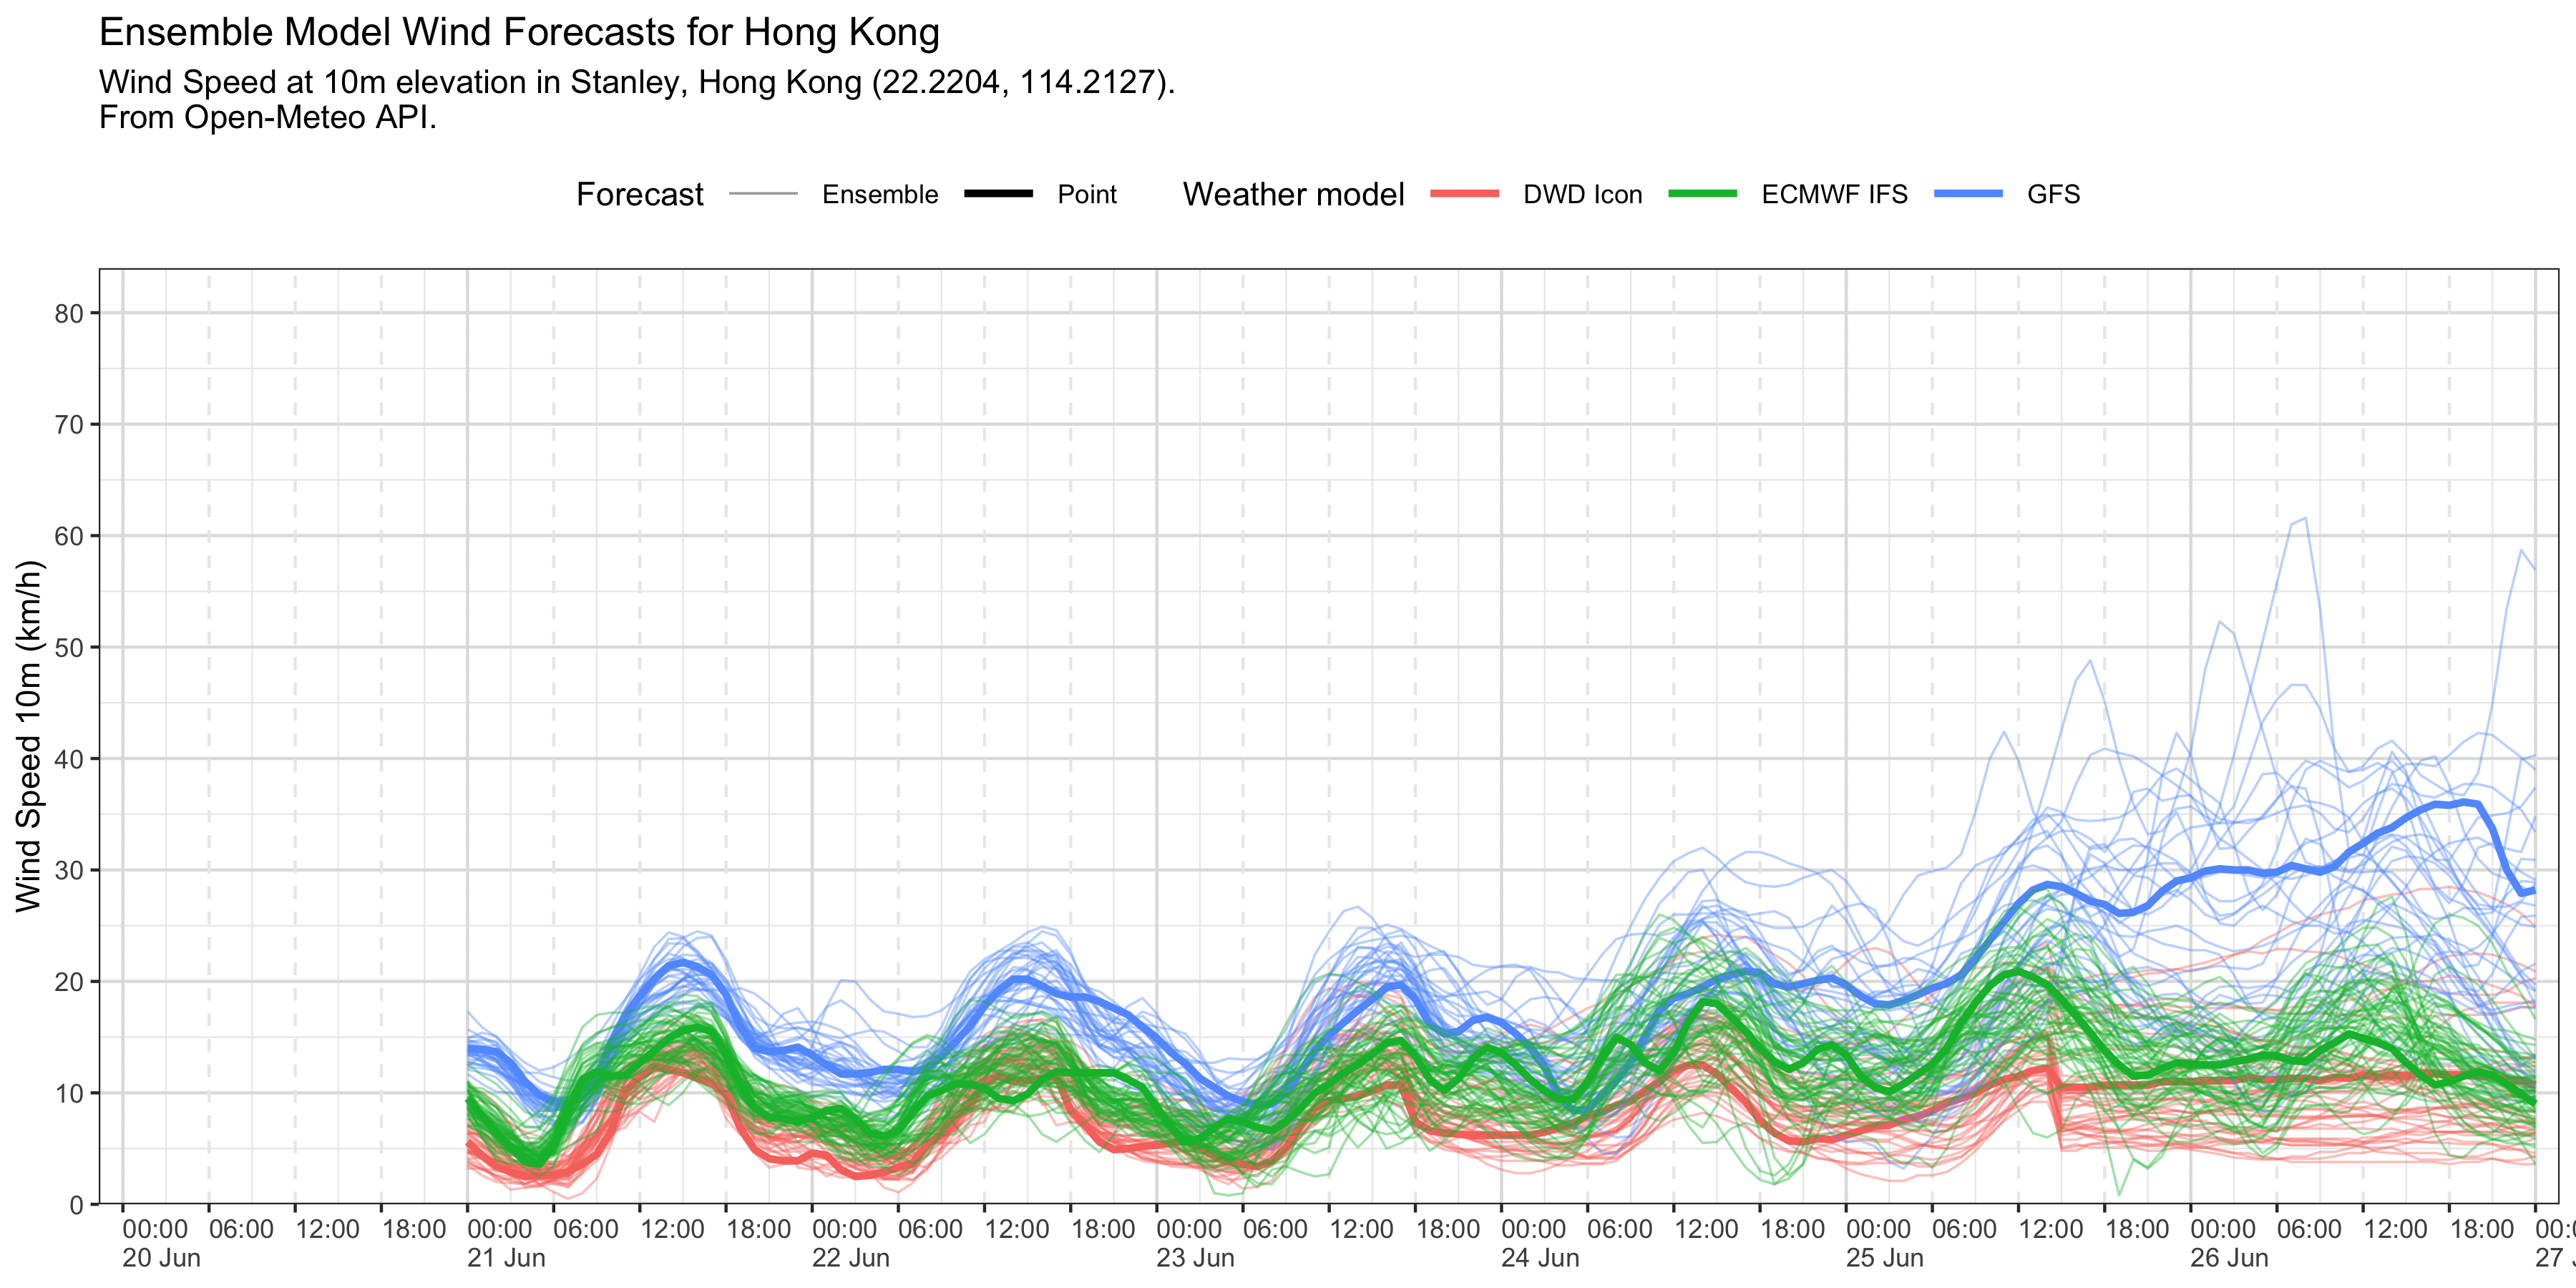 Ensemble Model Wind Forecasts for Hong Kong
Wind Speed at 10m elevation in Stanley, Hong Kong (22.2204, 114.2127).
From Open-Meteo API.
Forecast Ensemble Point Weather model DWD Icon ECMWF IFS GFS
Wind Speed 10m (km/h)
80
70
60
50
40
30
20
10
0
00:00 06:00 12:00 18:00 00:00 06:00 12:00 18:00 00:00 06:00 12:00 18:00 00:00 06:00 12:00 18:00 00:00 06:00 12:00 18:00 00:00 06:00 12:00 18:00 00:00 06:00 12:00 18:00 00:0
20 Jun 21 Jun 22 Jun 23 Jun 24 Jun 25 Jun 26 Jun 27